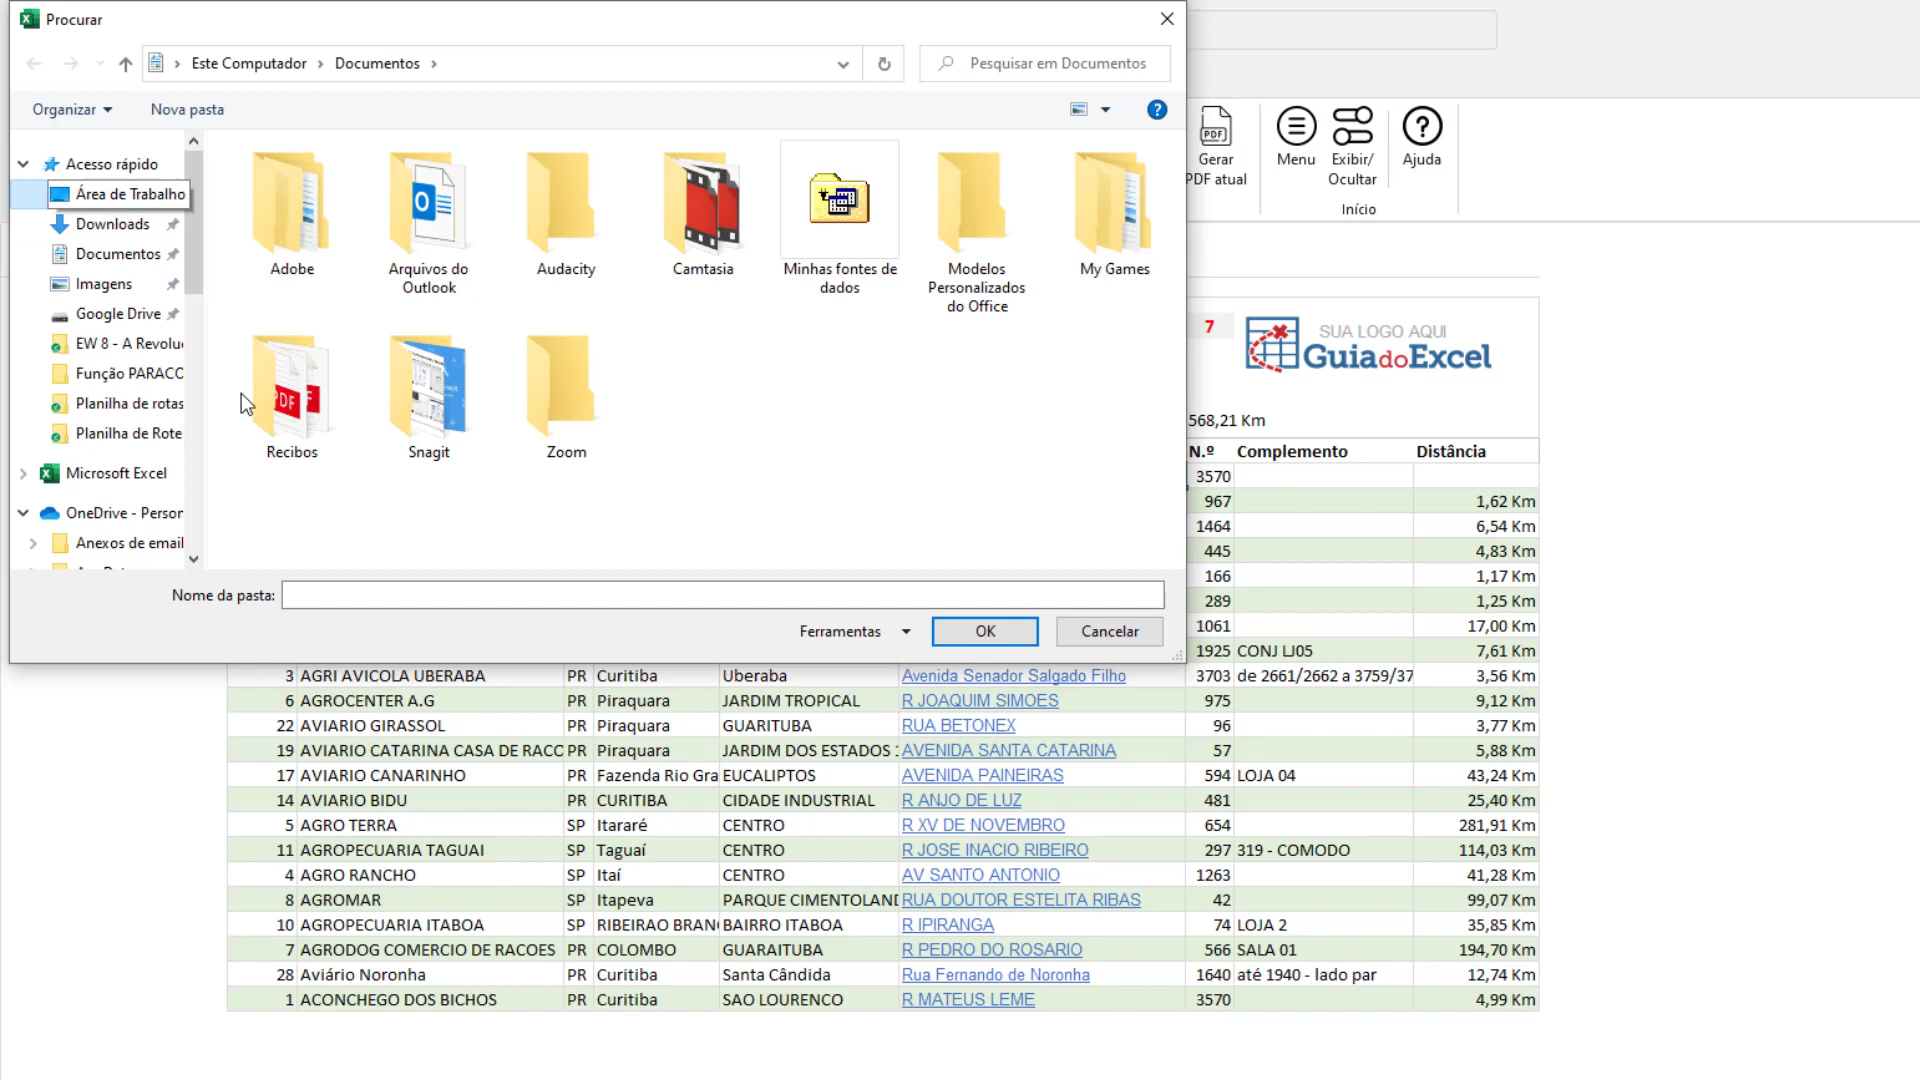 Procurar
Este Computador > Documentos >
Pesquisar em Documentos
Organizar
Nova pasta
Acesso rápido
Área de Trabalho
Downloads
Documentos
Imagens
Google Drive
EW 8 - A Revolu
Função PARACO
Planilha de rotas
Planilha de Rote
Microsoft Excel
OneDrive - Person
Anexos de email
Adobe
Arquivos do Outlook
Audacity
Camtasia
Minhas fontes de dados
Modelos Personalizados do Office
My Games
PDF
Recibos
Snagit
Zoom
Nome da pasta:
Ferramentas
OK
Cancelar
PDF
Gerar
PDF atual
Menu
Exibir/
Ocultar
Ajuda
Início
7
SUA LOGO AQUI
GuiadoExcel
568,21 Km
N.º Complemento Distância
3570
967 1,62 Km
1464 6,54 Km
445 4,83 Km
166 1,17 Km
289 1,25 Km
1061 17,00 Km
1925 CONJ LJ05 7,61 Km
3 AGRI AVICOLA UBERABA PR Curitiba Uberaba Avenida Senador Salgado Filho 3703 de 2661/2662 a 3759/37 3,56 Km
6 AGROCENTER A.G PR Piraquara JARDIM TROPICAL R JOAQUIM SIMOES 975 9,12 Km
22 AVIARIO GIRASSOL PR Piraquara GUARITUBA RUA BETONEX 96 3,77 Km
19 AVIARIO CATARINA CASA DE RACO PR Piraquara JARDIM DOS ESTADOS AVENIDA SANTA CATARINA 57 5,88 Km
17 AVIARIO CANARINHO PR Fazenda Rio Gra EUCALIPTOS AVENIDA PAINEIRAS 594 LOJA 04 43,24 Km
14 AVIARIO BIDU PR CURITIBA CIDADE INDUSTRIAL R ANJO DE LUZ 481 25,40 Km
5 AGRO TERRA SP Itararé CENTRO R XV DE NOVEMBRO 654 281,91 Km
11 AGROPECUARIA TAGUAI SP Taguaí CENTRO R JOSE INACIO RIBEIRO 297 319 - COMODO 114,03 Km
4 AGRO RANCHO SP Itaí CENTRO AV SANTO ANTONIO 1263 41,28 Km
8 AGROMAR SP Itapeva PARQUE CIMENTOLAND RUA DOUTOR ESTELITA RIBAS 42 99,07 Km
10 AGROPECUARIA ITABOA SP RIBEIRAO BRAN BAIRRO ITABOA R IPIRANGA 74 LOJA 2 35,85 Km
7 AGRODOG COMERCIO DE RACOES PR COLOMBO GUARAITUBA R PEDRO DO ROSARIO 566 SALA 01 194,70 Km
28 Aviário Noronha PR Curitiba Santa Cândida Rua Fernando de Noronha 1640 até 1940 - lado par 12,74 Km
1 ACONCHEGO DOS BICHOS PR Curitiba SAO LOURENCO R MATEUS LEME 3570 4,99 Km